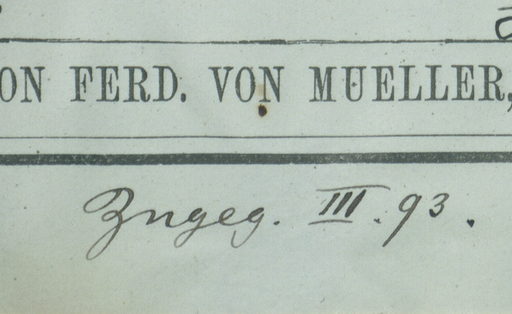 ON FERD. VON MUELLER,
Zugeg. III. 93.